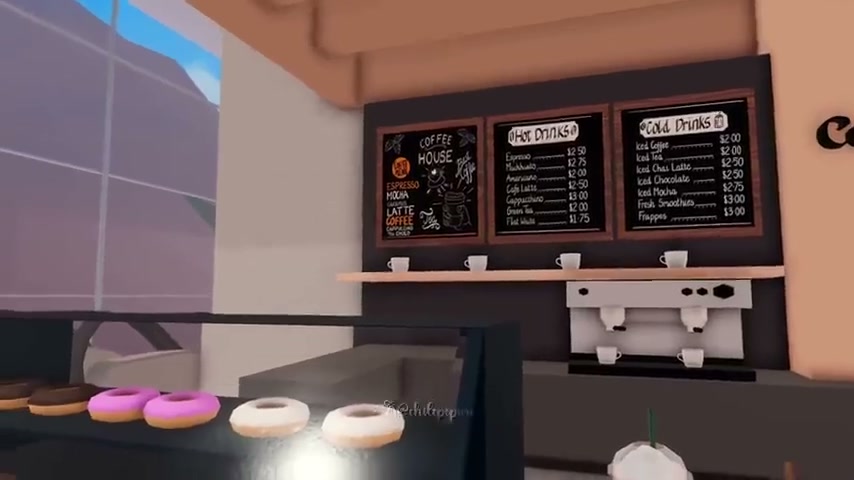 COFFEE
HOUSE
ESPRESSO
MOCHA
LATTE
COFFEE
CAPPUCCINO
Hot Drinks
Espresso $2.50
Macchiato $2.75
Americano $2.00
Cafe Latte $2.50
Cappuccino $2.50
Green Tea $2.00
Flat White $1.75
Cold Drinks
Iced Coffee $2.00
Iced Tea $2.00
Iced Chai Latte $2.50
Iced Chocolate $2.50
Iced Mocha $2.75
Fresh Smoothies $3.00
Frappes $3.00